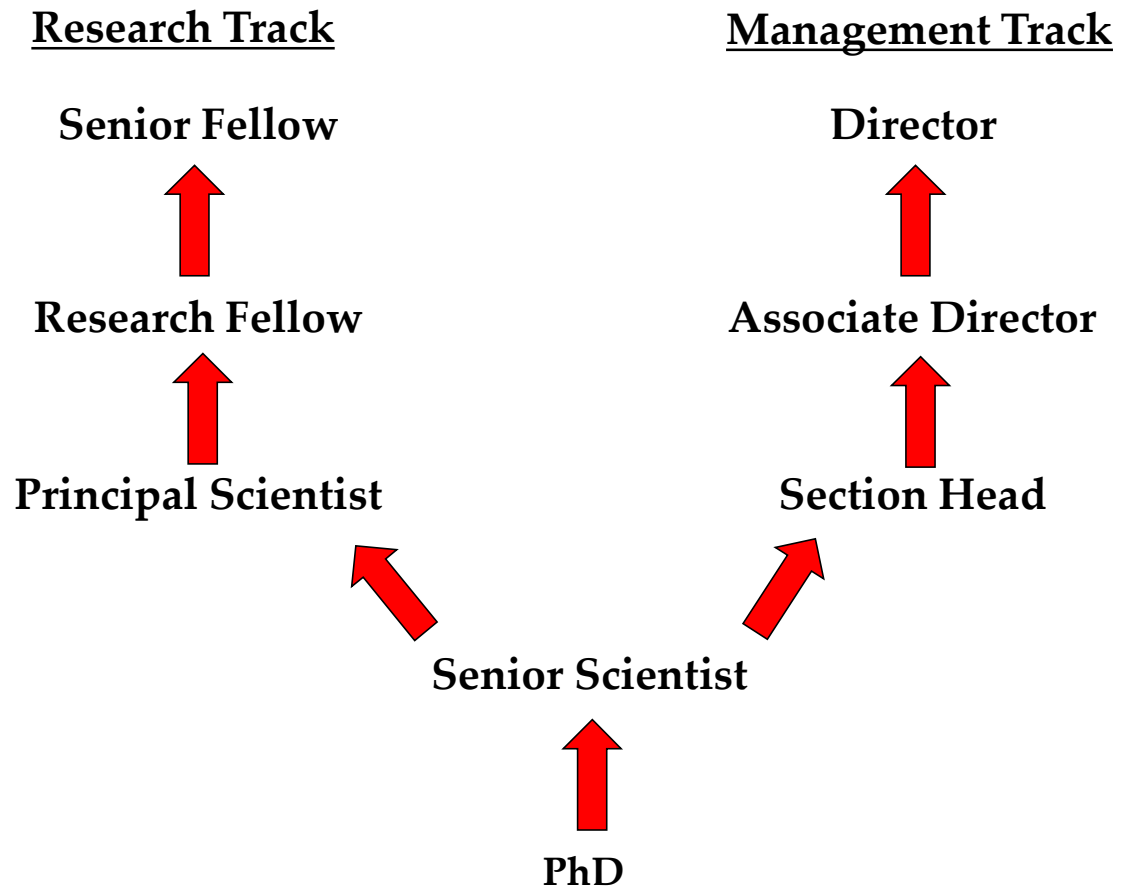 Research Track
Management Track
Senior Fellow
Director
Research Fellow
Associate Director
Principal Scientist
Section Head
Senior Scientist
PhD